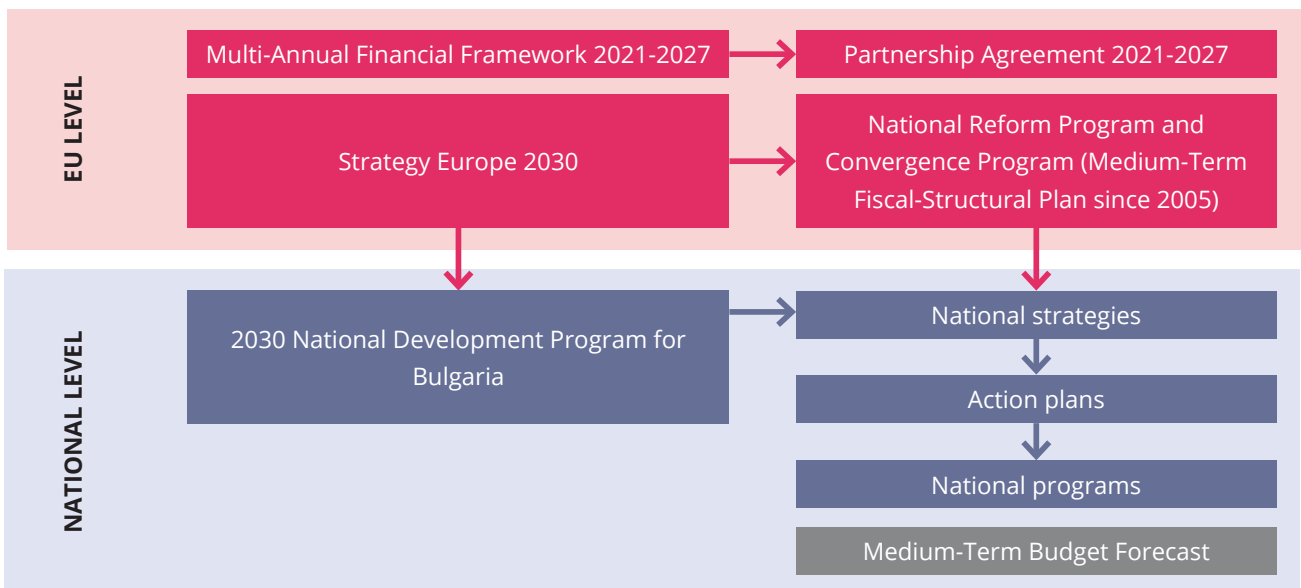 EU LEVEL
Multi-Annual Financial Framework 2021-2027
Partnership Agreement 2021-2027
Strategy Europe 2030
National Reform Program and
Convergence Program (Medium-Term
Fiscal-Structural Plan since 2005)
NATIONAL LEVEL
2030 National Development Program for
Bulgaria
National strategies
Action plans
National programs
Medium-Term Budget Forecast